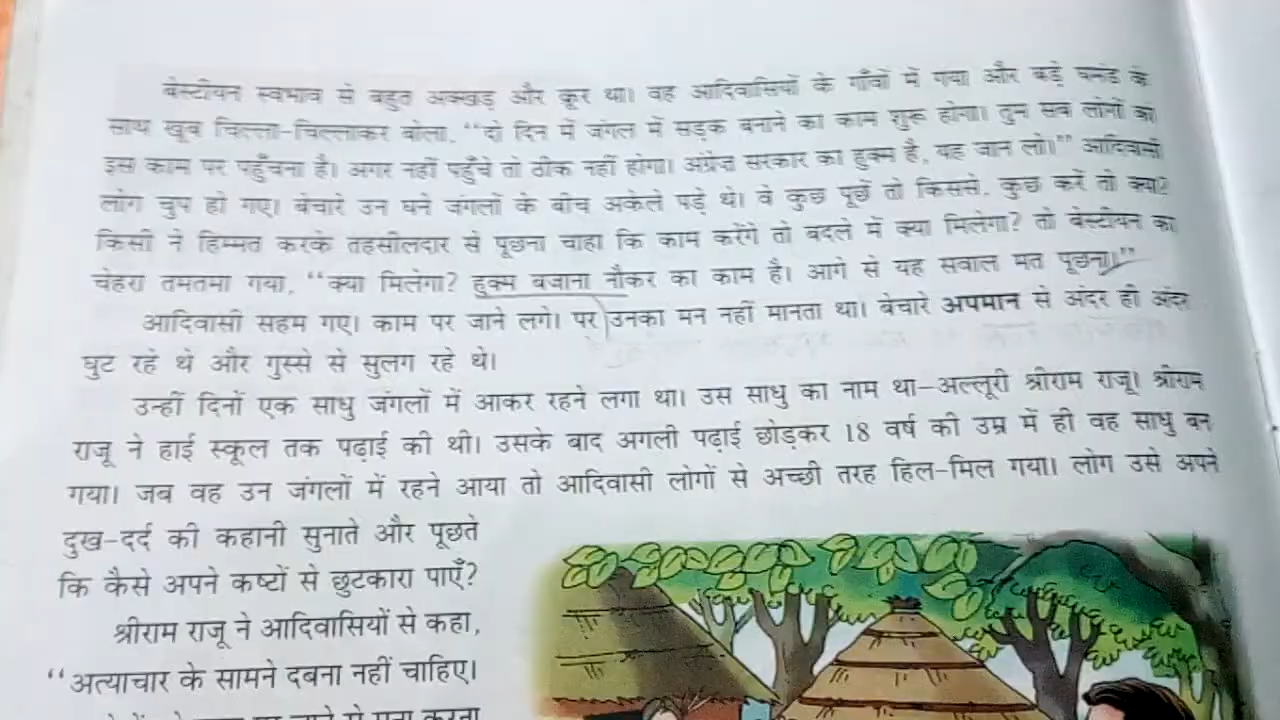 बेस्टीयन स्वभाव से बहुत अक्खड़ और क्रूर था। वह आदिवासियों के गाँवों में गया और बड़े घमंड के
साथ खूब चिल्ला-चिल्लाकर बोला, “दो दिन में जंगल में सड़क बनाने का काम शुरू होगा। तुम सब लोगों को
इस काम पर पहुँचना है। अगर नहीं पहुँचे तो ठीक नहीं होगा। अंग्रेज़ सरकार का हुक्म है, यह जान लो।” आदिवासी
लोग चुप हो गए। बेचारे उन घने जंगलों के बीच अकेले पड़े थे। वे कुछ पूछें तो किससे, कुछ करें तो क्या?
किसी ने हिम्मत करके तहसीलदार से पूछना चाहा कि काम करेंगे तो बदले में क्या मिलेगा? तो बेस्टीयन का
चेहरा तमतमा गया, “क्या मिलेगा? हुक्म बजाना नौकर का काम है। आगे से यह सवाल मत पूछना।”
आदिवासी सहम गए। काम पर जाने लगे। पर उनका मन नहीं मानता था। बेचारे अपमान से अंदर ही अंदर
घुट रहे थे और गुस्से से सुलग रहे थे।
उन्हीं दिनों एक साधु जंगलों में आकर रहने लगा था। उस साधु का नाम था–अल्लूरी श्रीराम राजू। श्रीराम
राजू ने हाई स्कूल तक पढ़ाई की थी। उसके बाद अगली पढ़ाई छोड़कर 18 वर्ष की उम्र में ही वह साधु बन
गया। जब वह उन जंगलों में रहने आया तो आदिवासी लोगों से अच्छी तरह हिल-मिल गया। लोग उसे अपने
दुख-दर्द की कहानी सुनाते और पूछते
कि कैसे अपने कष्टों से छुटकारा पाएँ?
श्रीराम राजू ने आदिवासियों से कहा,
“अत्याचार के सामने दबना नहीं चाहिए।